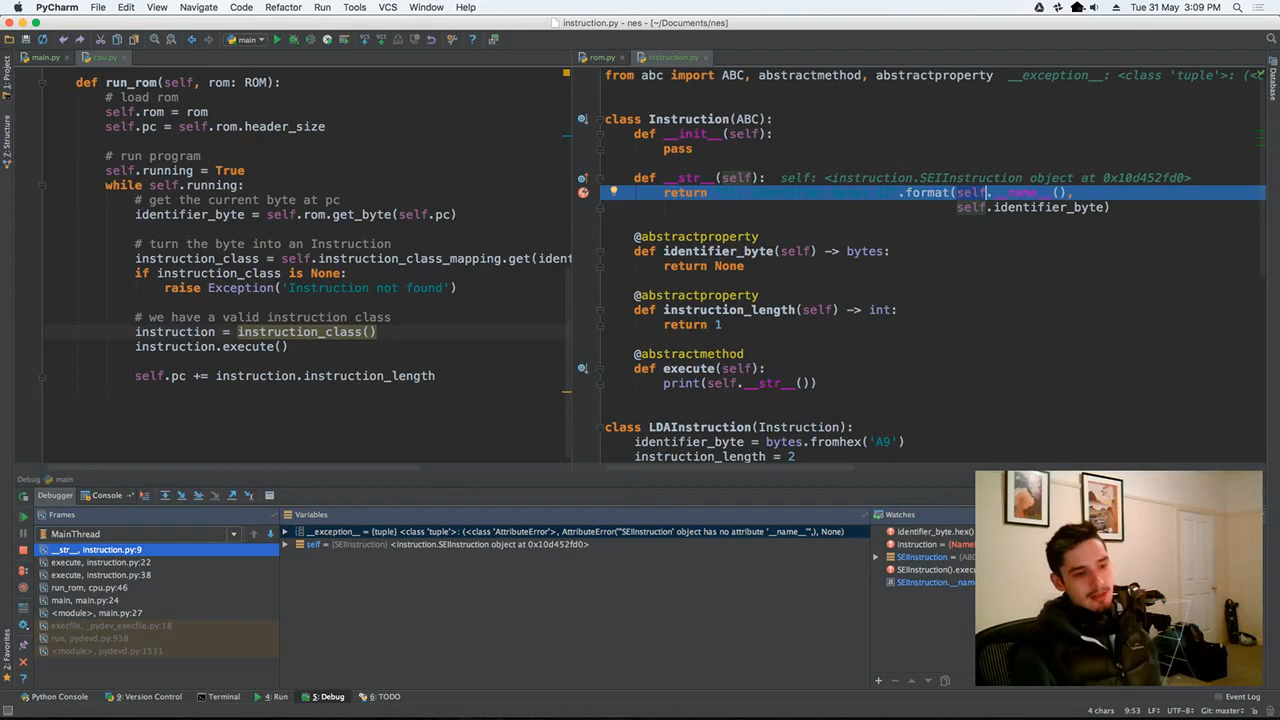 PyCharm File Edit View Navigate Code Refactor Run Tools VCS Window Help Tue 31 May 3:09 PM
instruction.py - nes - [~/Documents/nes]
main
main.py cpu.py rom.py instruction.py
1: Project
7: Structure
2: Favorites
Database
def run_rom(self, rom: ROM):
# load rom
self.rom = rom
self.pc = self.rom.header_size
# run program
self.running = True
while self.running:
# get the current byte at pc
identifier_byte = self.rom.get_byte(self.pc)
# turn the byte into an Instruction
instruction_class = self.instruction_class_mapping.get(ident
if instruction_class is None:
raise Exception('Instruction not found')
# we have a valid instruction class
instruction = instruction_class()
instruction.execute()
self.pc += instruction.instruction_length
from abc import ABC, abstractmethod, abstractproperty __exception__: <class 'tuple'>: (<
class Instruction(ABC):
def __init__(self):
pass
def __str__(self): self: <instruction.SEIInstruction object at 0x10d452fd0>
return .format(self.__name__(),
self.identifier_byte)
@abstractproperty
def identifier_byte(self) -> bytes:
return None
@abstractproperty
def instruction_length(self) -> int:
return 1
@abstractmethod
def execute(self):
print(self.__str__())
class LDAInstruction(Instruction):
identifier_byte = bytes.fromhex('A9')
instruction_length = 2
Debug main
Debugger Console
Frames
MainThread
__str__, instruction.py:9
execute, instruction.py:22
execute, instruction.py:38
run_rom, cpu.py:46
main, main.py:24
<module>, main.py:27
execfile, _pydev_execfile.py:18
run, pydevd.py:938
<module>, pydevd.py:1531
Variables
__exception__ = {tuple} <class 'tuple'>: (<class 'AttributeError'>, AttributeError("'SEIInstruction' object has no attribute '__name__'",), None)
self = {SEIInstruction} <instruction.SEIInstruction object at 0x10d452fd0>
Watches
identifier_byte.hex()
instruction = {Name
SEIInstruction = {ABC
SEIInstruction().exec
SEIInstruction.__nam
Python Console 9: Version Control Terminal 4: Run 5: Debug 6: TODO Event Log
4 chars 9:53 LF÷ UTF-8÷ Git: master÷